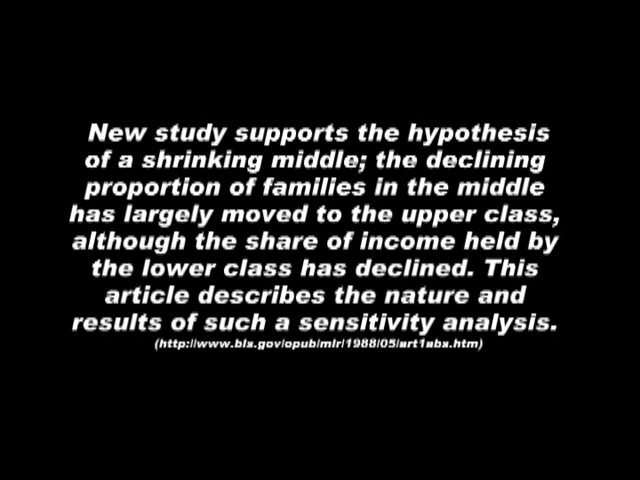 New study supports the hypothesis
of a shrinking middle; the declining
proportion of families in the middle
has largely moved to the upper class,
although the share of income held by
the lower class has declined. This
article describes the nature and
results of such a sensitivity analysis.
(http://www.bls.gov/opub/mlr/1988/05/art1abs.htm)